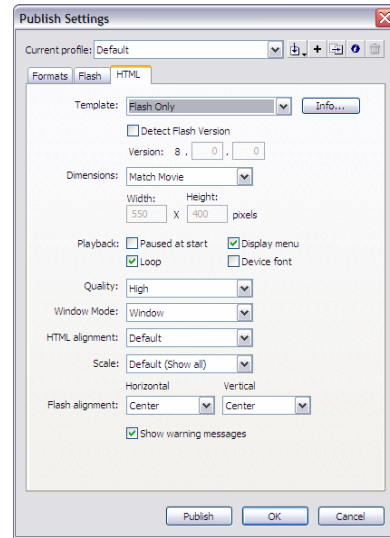 Publish Settings
Current profile: Default
Formats Flash HTML
Template: Flash Only Info...
Detect Flash Version
Version: 8 . 0 . 0
Dimensions: Match Movie
Width: Height:
550 X 400 pixels
Playback: Paused at start Display menu
Loop Device font
Quality: High
Window Mode: Window
HTML alignment: Default
Scale: Default (Show all)
Horizontal Vertical
Flash alignment: Center Center
Show warning messages
Publish OK Cancel